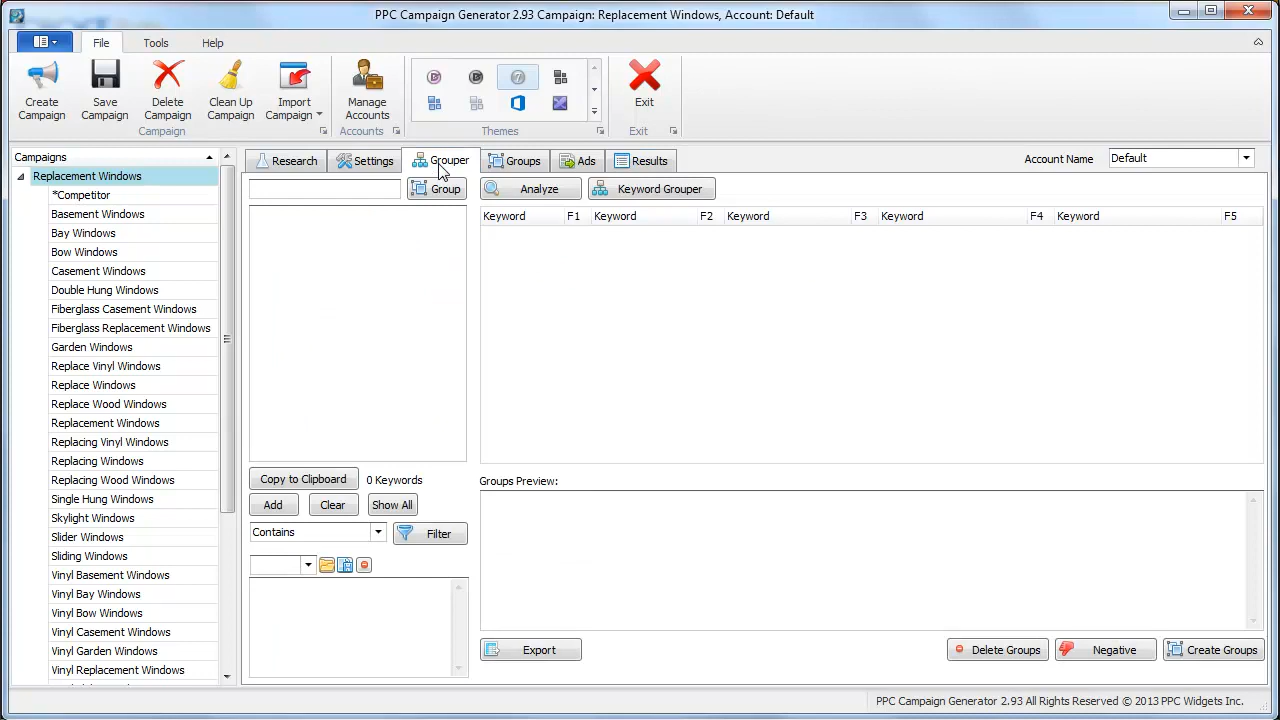 PPC Campaign Generator 2.93 Campaign: Replacement Windows, Account: Default
File Tools Help
Create Campaign
Save Campaign
Delete Campaign
Clean Up Campaign
Import Campaign
Manage Accounts
Exit
Campaign
Accounts
Themes
Exit
Campaigns
Replacement Windows
*Competitor
Basement Windows
Bay Windows
Bow Windows
Casement Windows
Double Hung Windows
Fiberglass Casement Windows
Fiberglass Replacement Windows
Garden Windows
Replace Vinyl Windows
Replace Windows
Replace Wood Windows
Replacement Windows
Replacing Vinyl Windows
Replacing Windows
Replacing Wood Windows
Single Hung Windows
Skylight Windows
Slider Windows
Sliding Windows
Vinyl Basement Windows
Vinyl Bay Windows
Vinyl Bow Windows
Vinyl Casement Windows
Vinyl Garden Windows
Vinyl Replacement Windows
Research Settings Grouper Groups Ads Results
Account Name Default
Group Analyze Keyword Grouper
Keyword F1 Keyword F2 Keyword F3 Keyword F4 Keyword F5
Copy to Clipboard 0 Keywords
Add Clear Show All
Contains Filter
Groups Preview:
Export Delete Groups Negative Create Groups
PPC Campaign Generator 2.93 All Rights Reserved © 2013 PPC Widgets Inc.